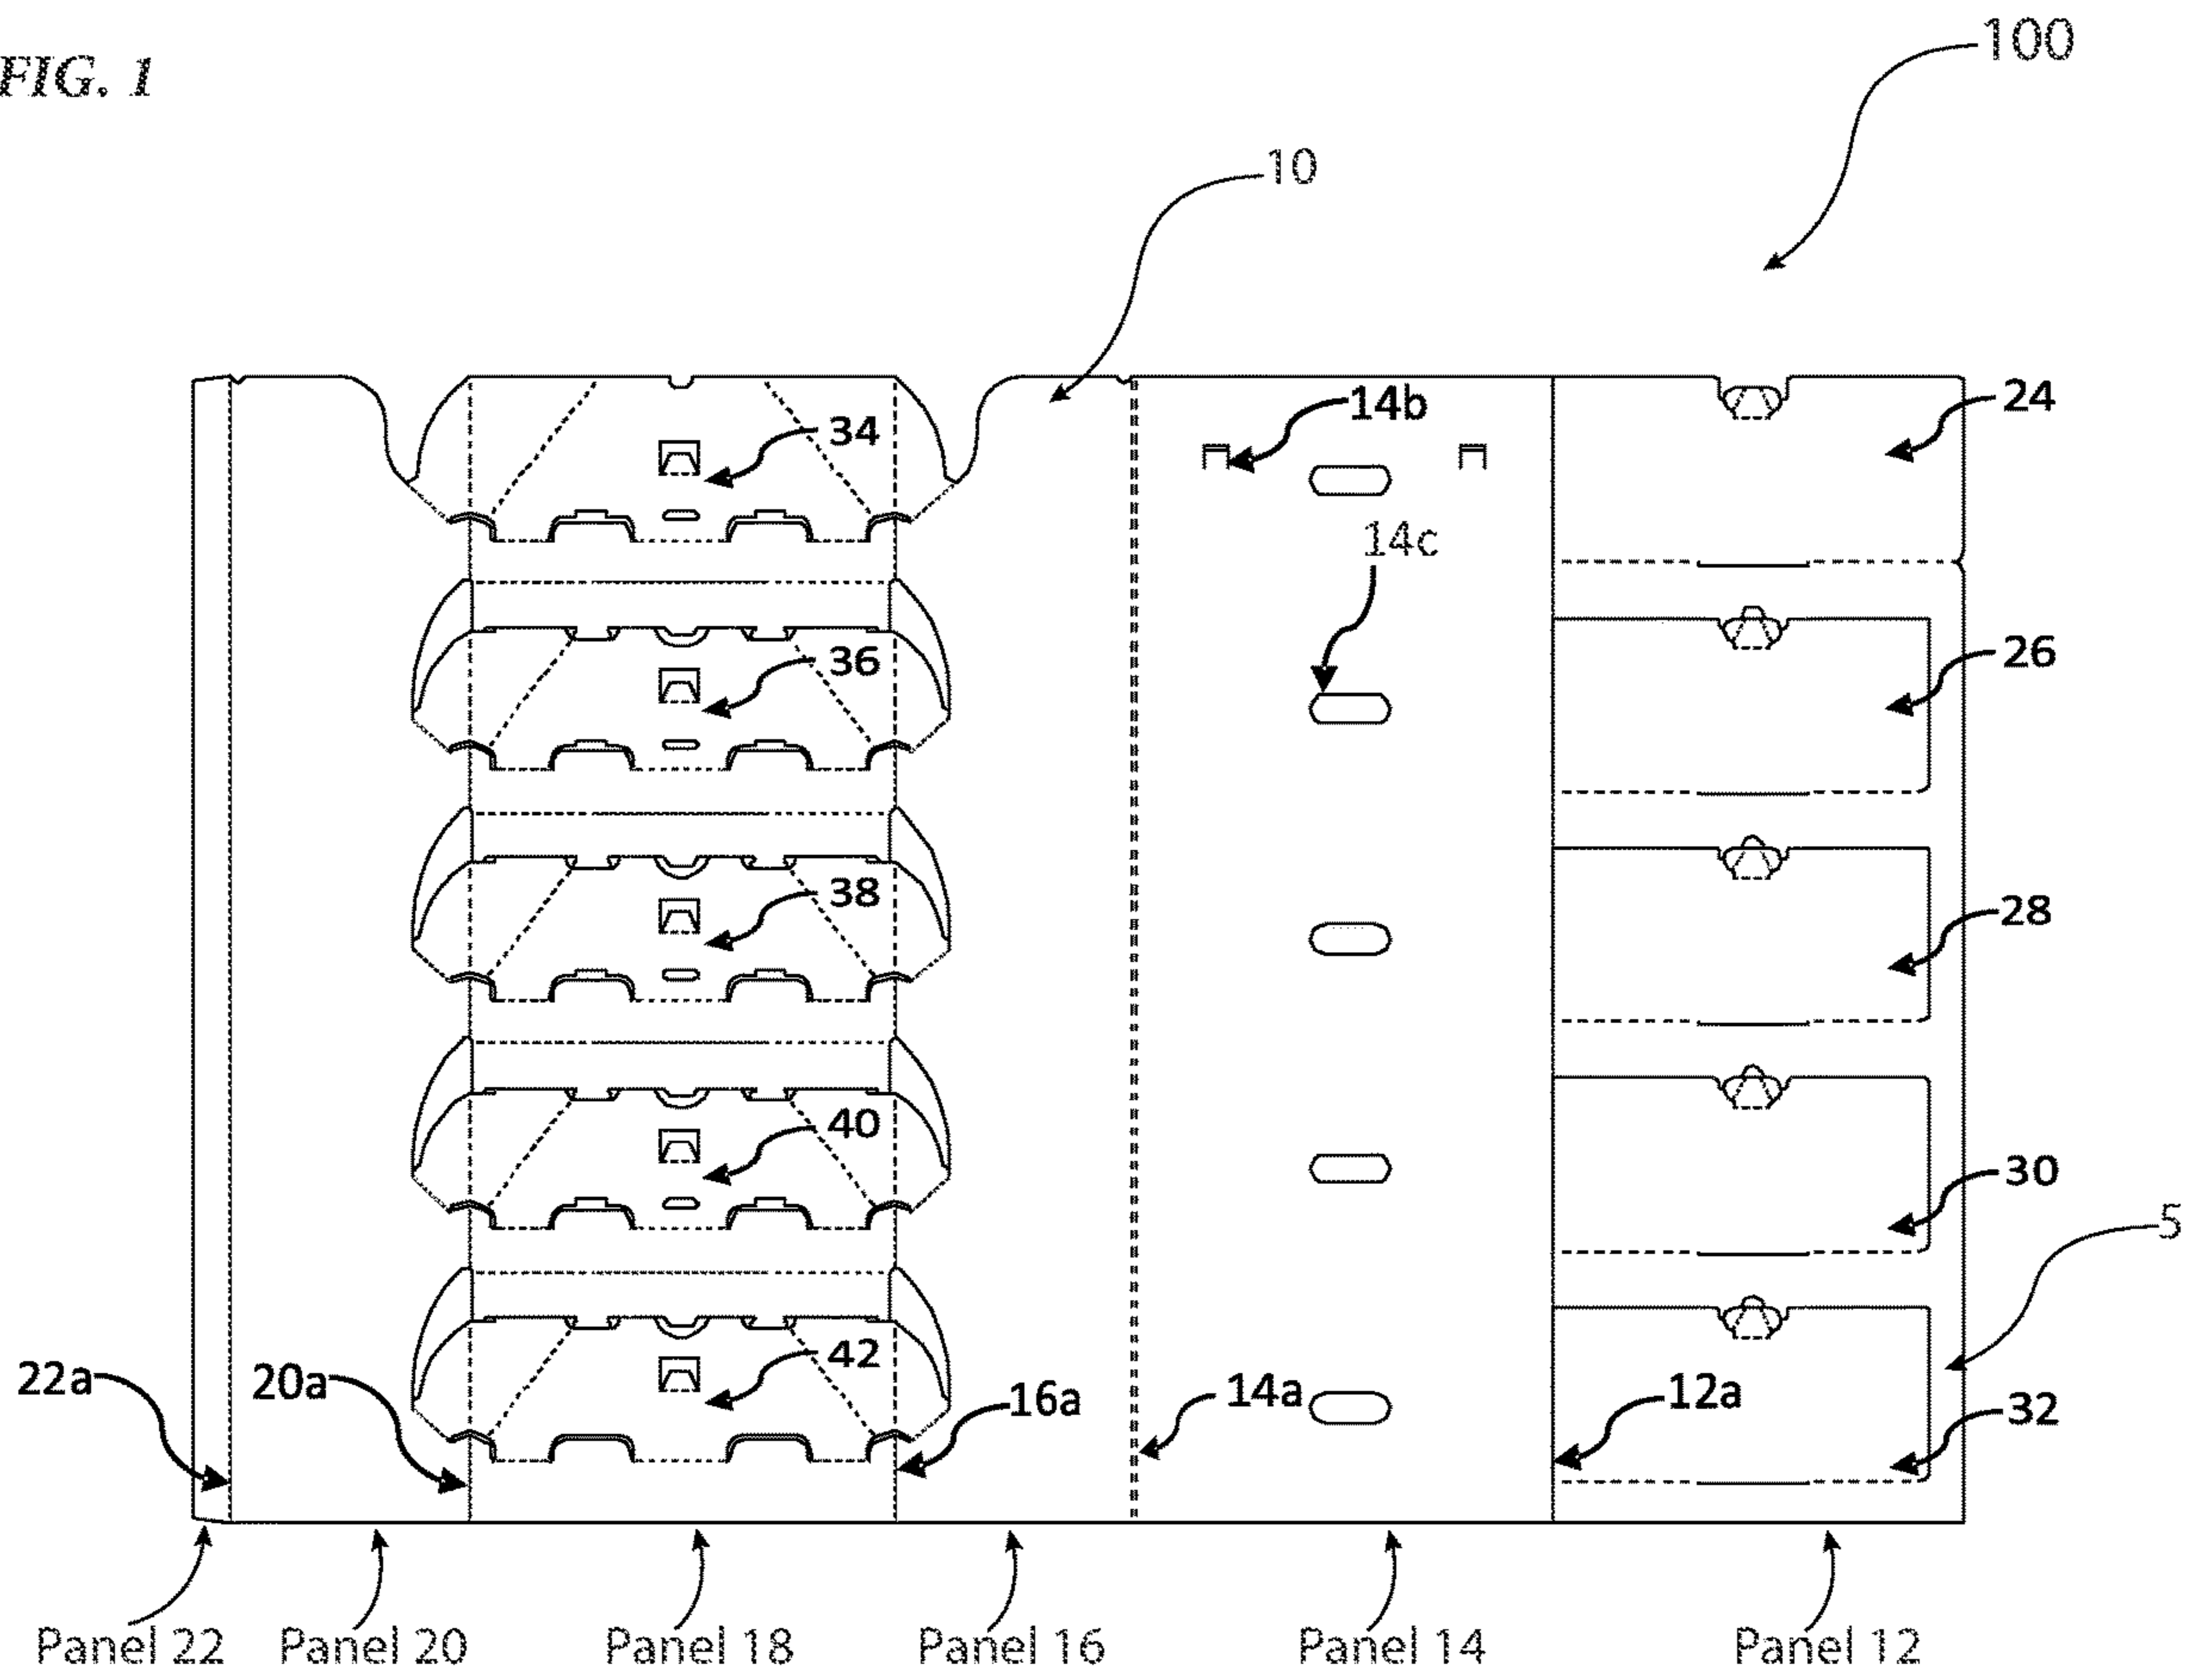 FIG. 1
100
10
14b
24
34
14c
36
26
38
28
40
30
5
42
22a
20a
16a
14a
12a
32
Panel 22
Panel 20
Panel 18
Panel 16
Panel 14
Panel 12